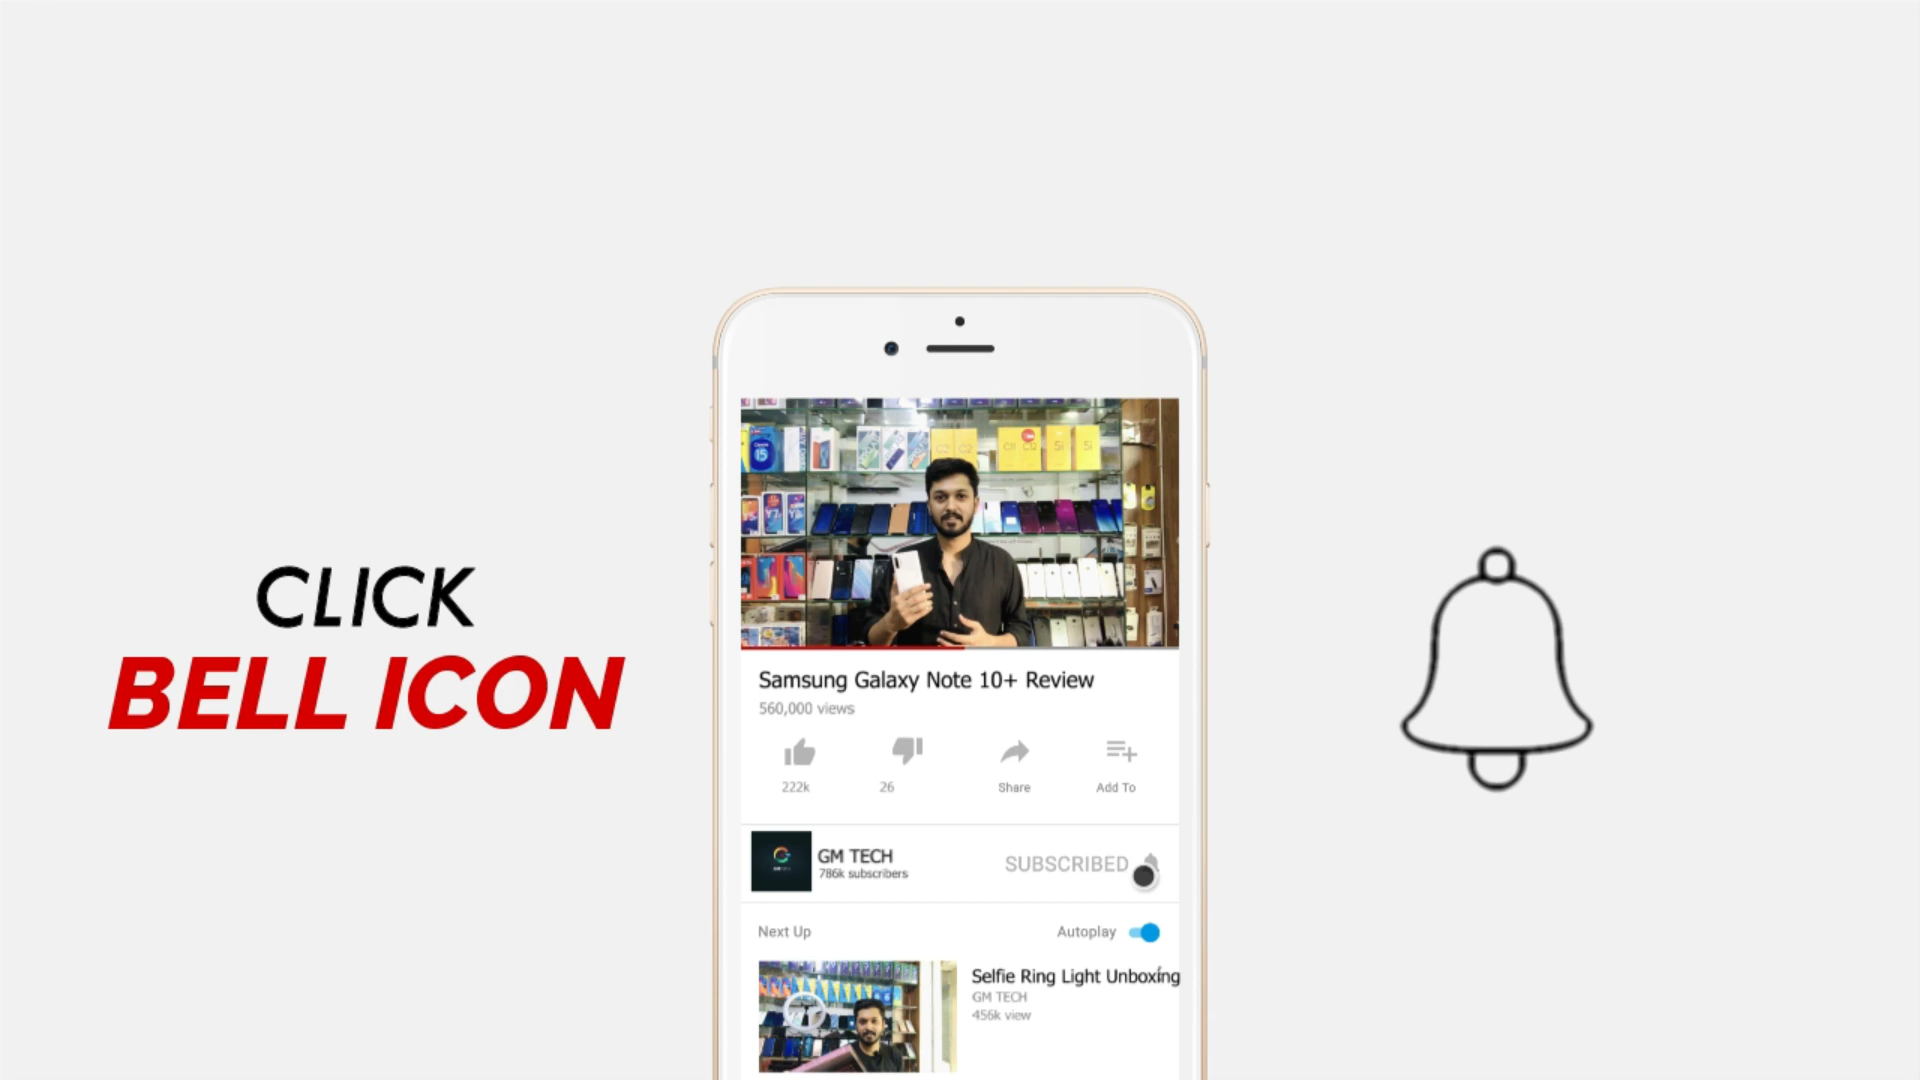 CLICK
BELL ICON
Samsung Galaxy Note 10+ Review
560,000 views
222k
26
Share
Add To
GM TECH
786k subscribers
SUBSCRIBED
Next Up
Autoplay
Selfie Ring Light Unboxing
GM TECH
456k view